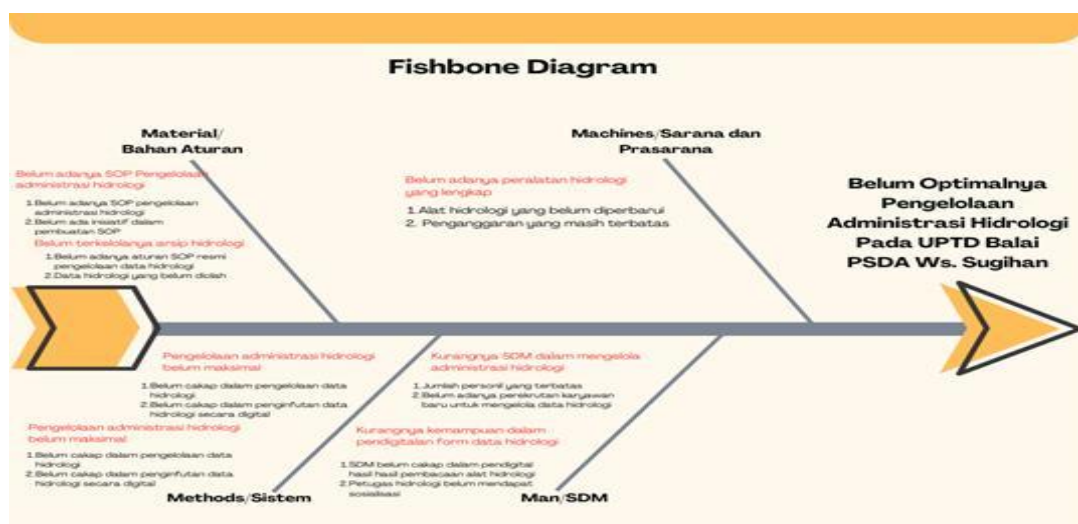 Fishbone Diagram
Material/
Bahan Aturan
Belum adanya SOP Pengelolaan
administrasi hidrologi
1.Belum adanya SOP pengelolaan
administrasi hidrologi
2.Belum ada inisiatif dalam
pembuatan SOP
Belum terkelolanya arsip hidrologi
1.Belum adanya aturan SOP resmi
pengelolaan data hidrologi
2.Data hidrologi yang belum diolah
Machines/Sarana dan
Prasarana
Belum adanya peralatan hidrologi
yang lengkap
1. Alat hidrologi yang belum diperbarui
2. Penganggaran yang masih terbatas
Belum Optimalnya
Pengelolaan
Administrasi Hidrologi
Pada UPTD Balai
PSDA Ws. Sugihan
Pengelolaan administrasi hidrologi
belum maksimal
1.Belum cakap dalam pengelolaan data
hidrologi
2.Belum cakap dalam penginfutan data
hidrologi secara digital
Pengelolaan administrasi hidrologi
belum maksimal
1.Belum cakap dalam pengelolaan data
hidrologi
2.Belum cakap dalam penginfutan data
hidrologi secara digital
Methods/Sistem
Kurangnya SDM dalam mengelola
administrasi hidrologi
1.Jumlah personil yang terbatas
2.Belum adanya perekrutan karyawan
baru untuk mengelola data hidrologi
Kurangnya kemampuan dalam
pendigitalan form data hidrologi
1.SDM belum cakap dalam pendigital
hasil hasil pembacaan alat hidrologi
2.Petugas hidrologi belum mendapat
sosialisasi
Man/SDM